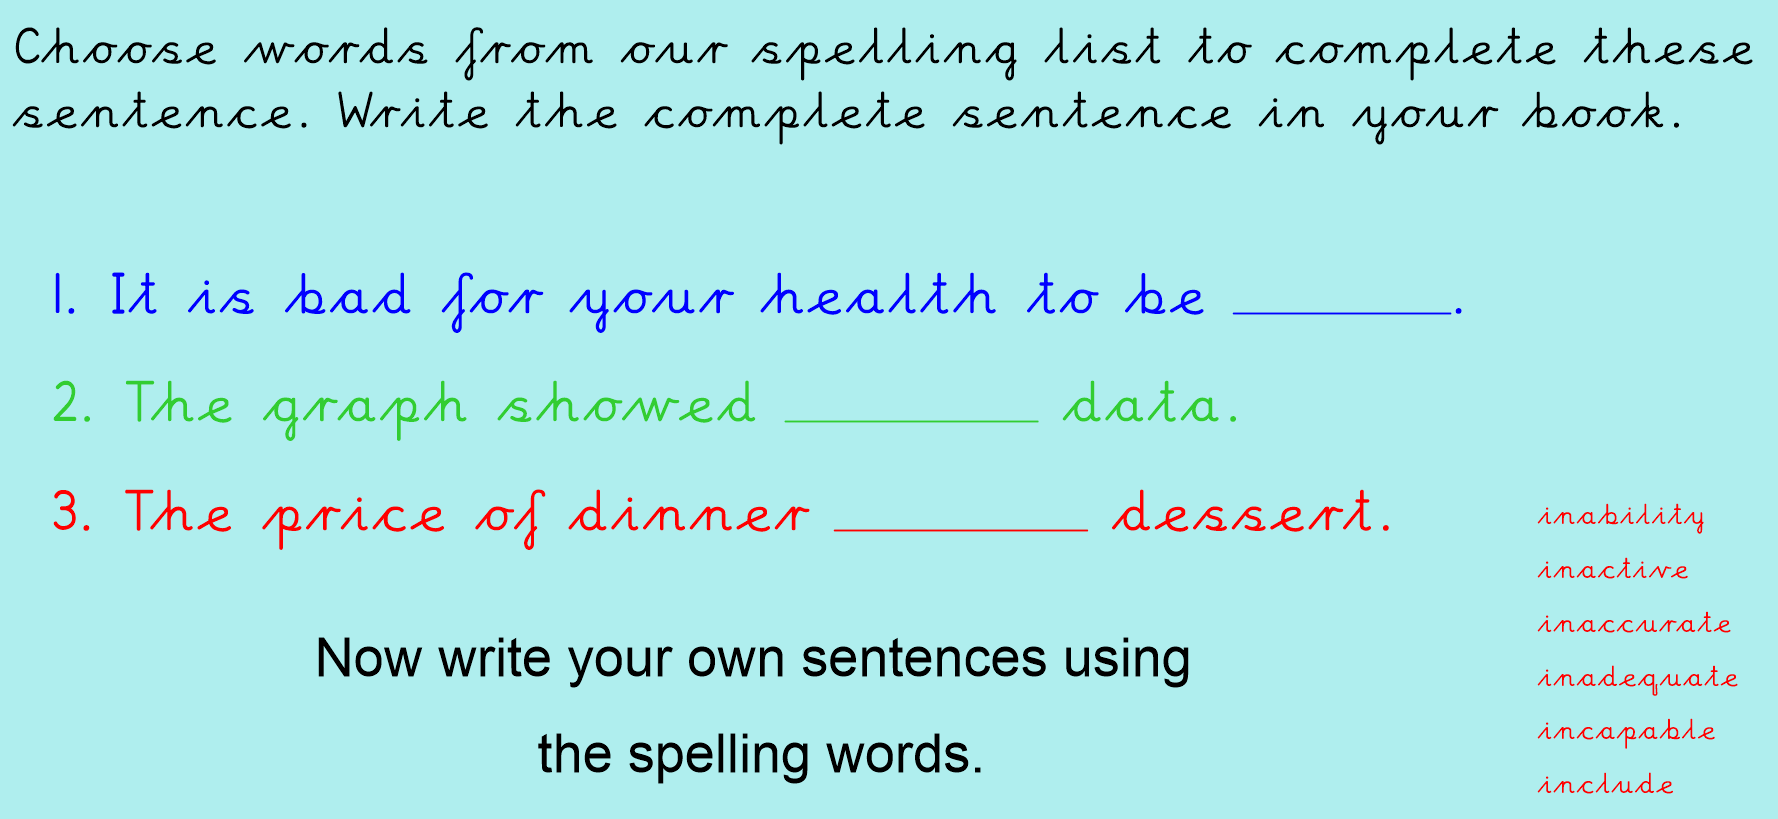 Choose words from our spelling list to complete these
sentence. Write the complete sentence in your book.
1. It is bad for your health to be ________.
2. The graph showed _________ data.
3. The price of dinner _________ dessert.
Now write your own sentences using
the spelling words.
inability
inactive
inaccurate
inadequate
incapable
include